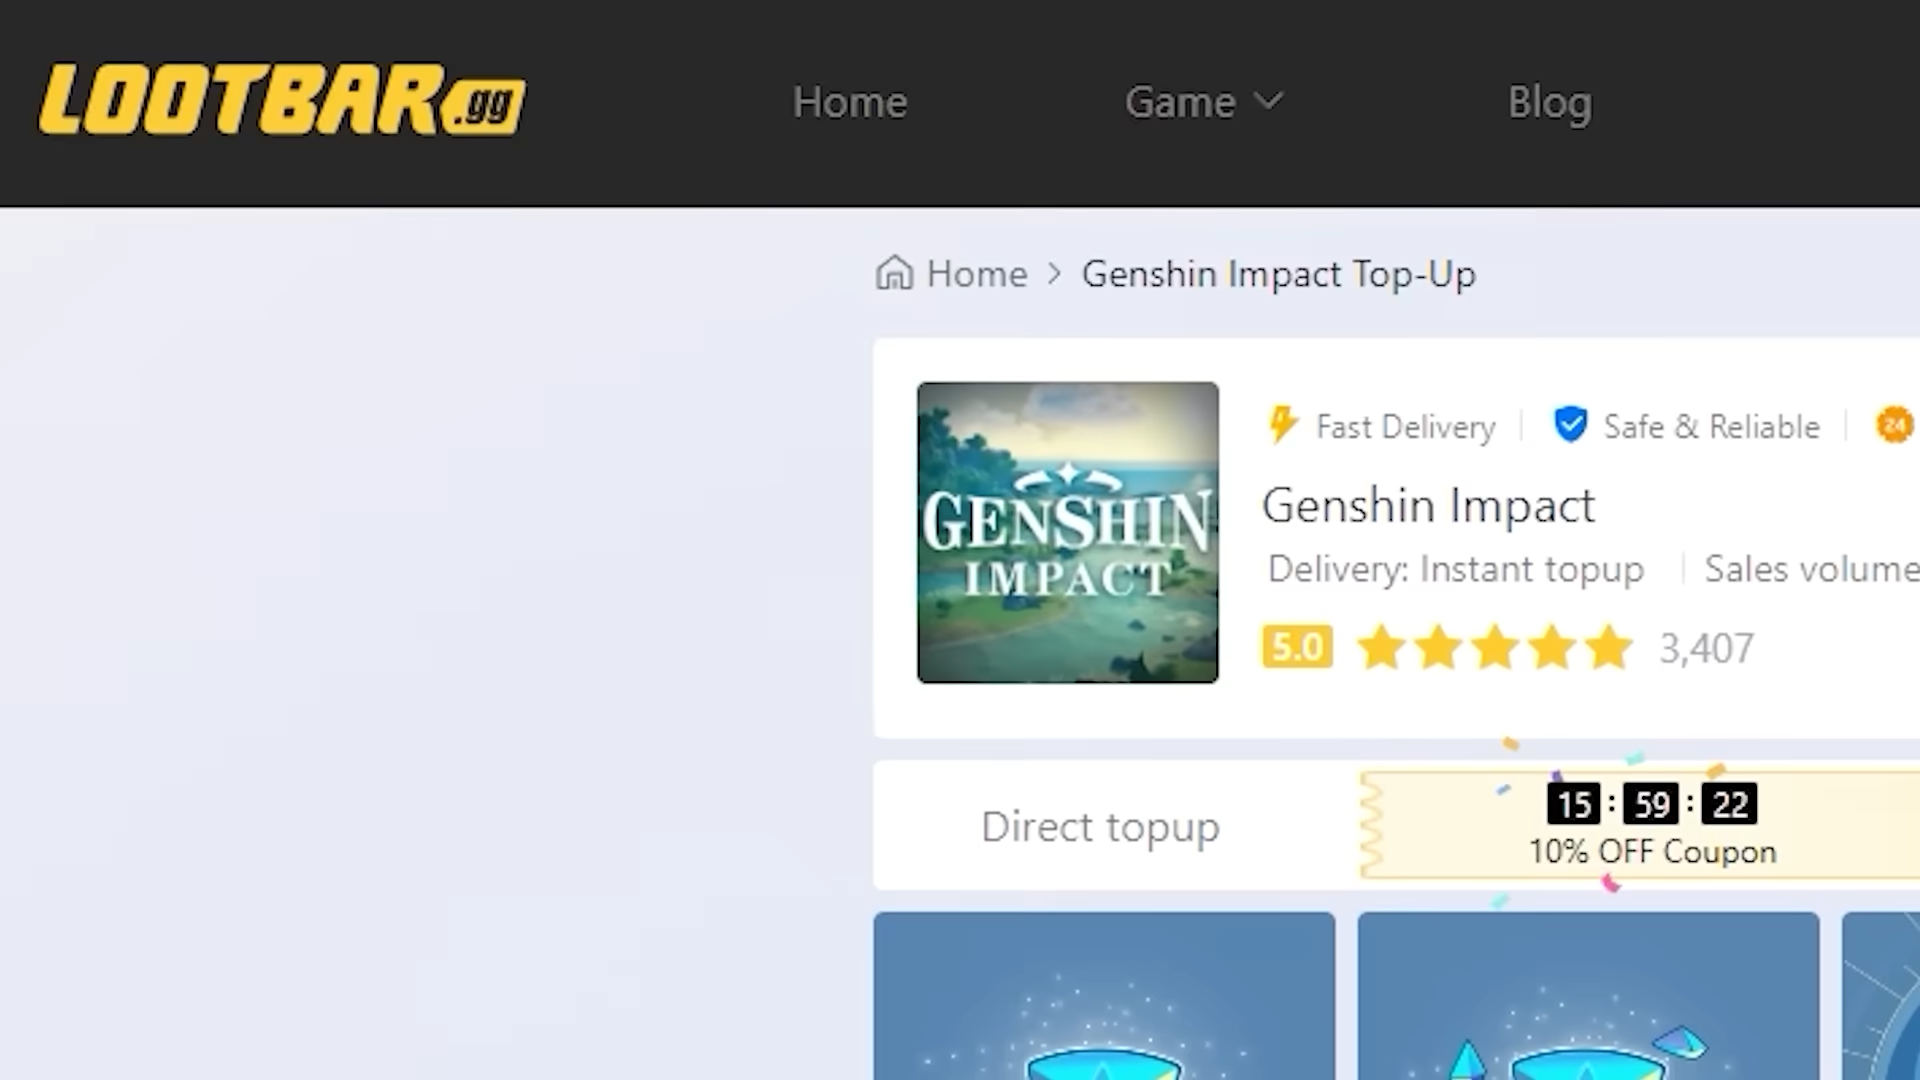 LOOTBAR.gg
Home
Game
Blog
Home > Genshin Impact Top-Up
GENSHIN
IMPACT
Fast Delivery
Safe & Reliable
24
Genshin Impact
Delivery: Instant topup
Sales volume
5.0
3,407
Direct topup
15 : 59 : 22
10% OFF Coupon